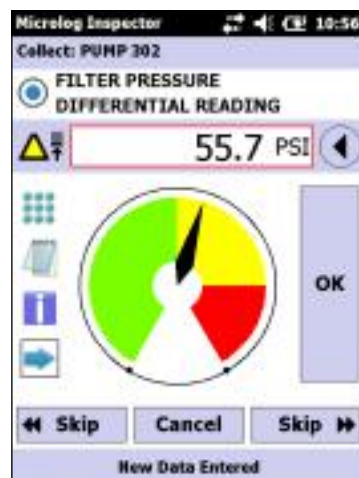 Microlog Inspector 10:56
Collect: PUMP 302
FILTER PRESSURE
DIFFERENTIAL READING
55.7 PSI
OK
Skip Cancel Skip
New Data Entered